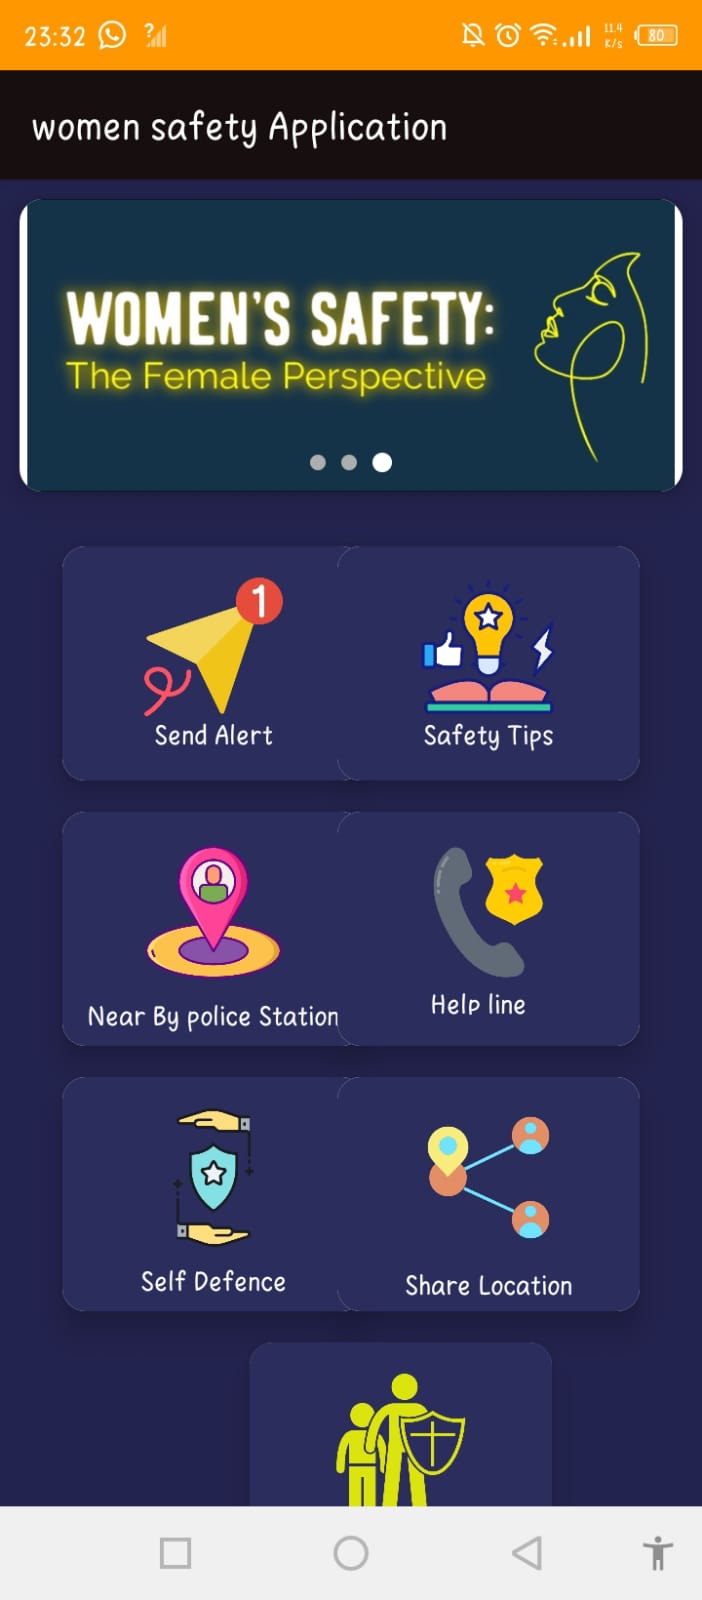 23:32 ? 11.4 K/s 80
women safety Application
WOMEN'S SAFETY:
The Female Perspective
1
Send Alert
Safety Tips
Near By police Station
Help line
Self Defence
Share Location